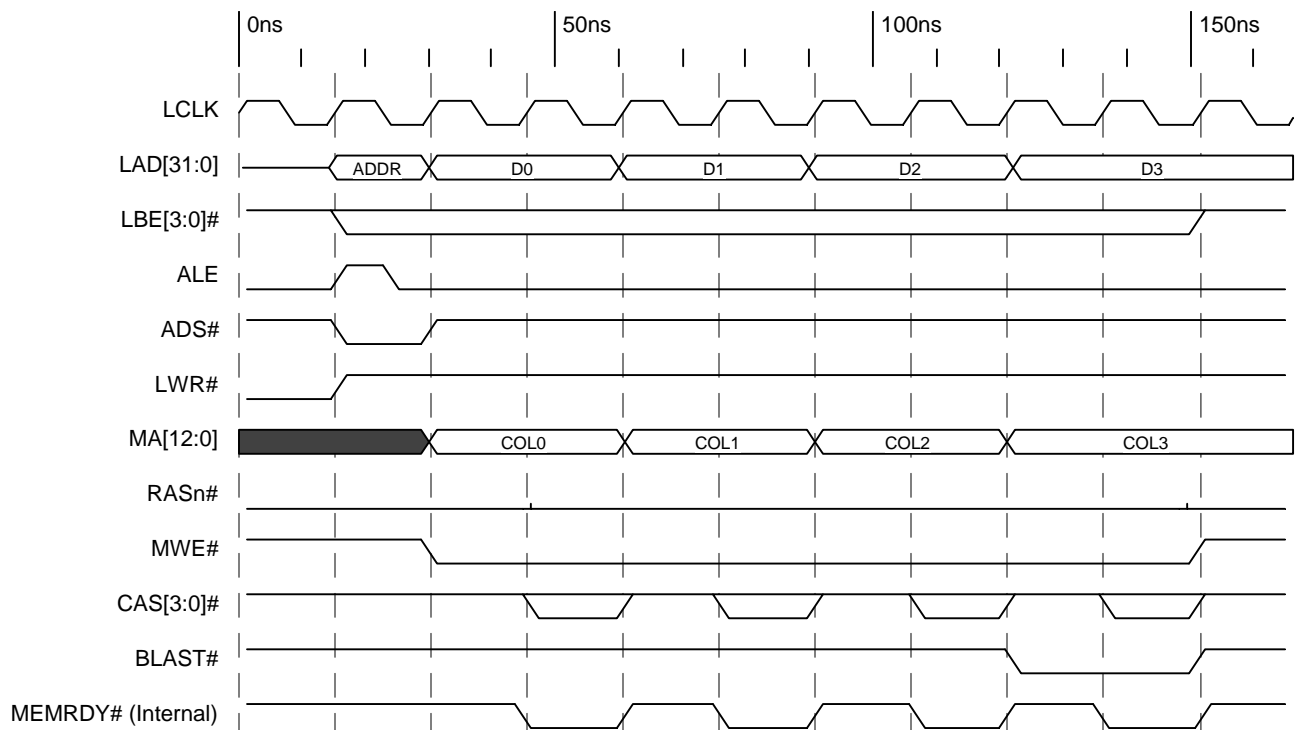 0ns 50ns 100ns 150ns
LCLK
LAD[31:0] ADDR D0 D1 D2 D3
LBE[3:0]#
ALE
ADS#
LWR#
MA[12:0] COL0 COL1 COL2 COL3
RASn#
MWE#
CAS[3:0]#
BLAST#
MEMRDY# (Internal)